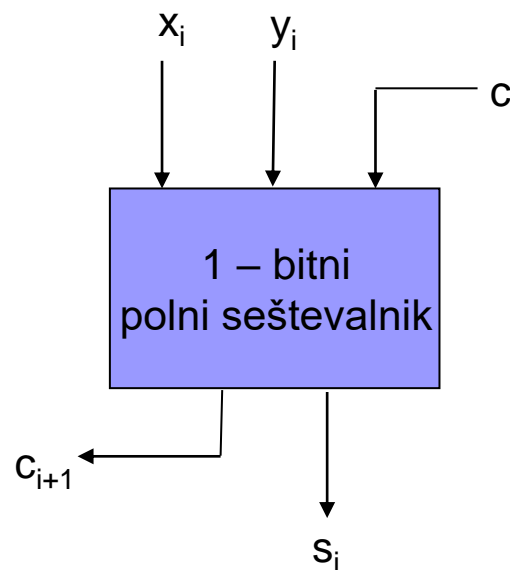 xᵢ yᵢ
c
1 – bitni
polni seštevalnik
cᵢ₊₁
sᵢ